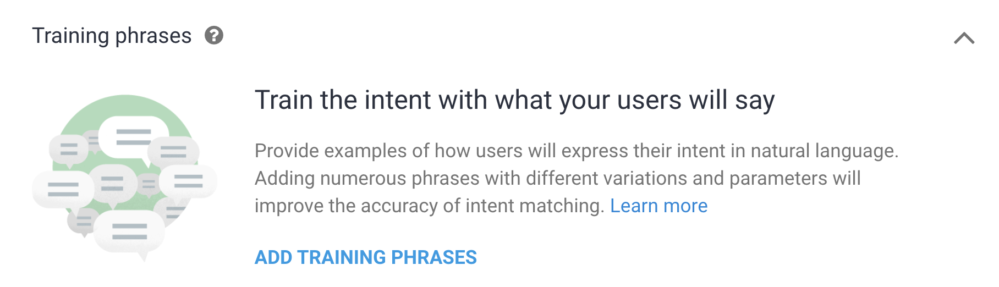 Training phrases ?
Train the intent with what your users will say
Provide examples of how users will express their intent in natural language.
Adding numerous phrases with different variations and parameters will
improve the accuracy of intent matching. Learn more
ADD TRAINING PHRASES